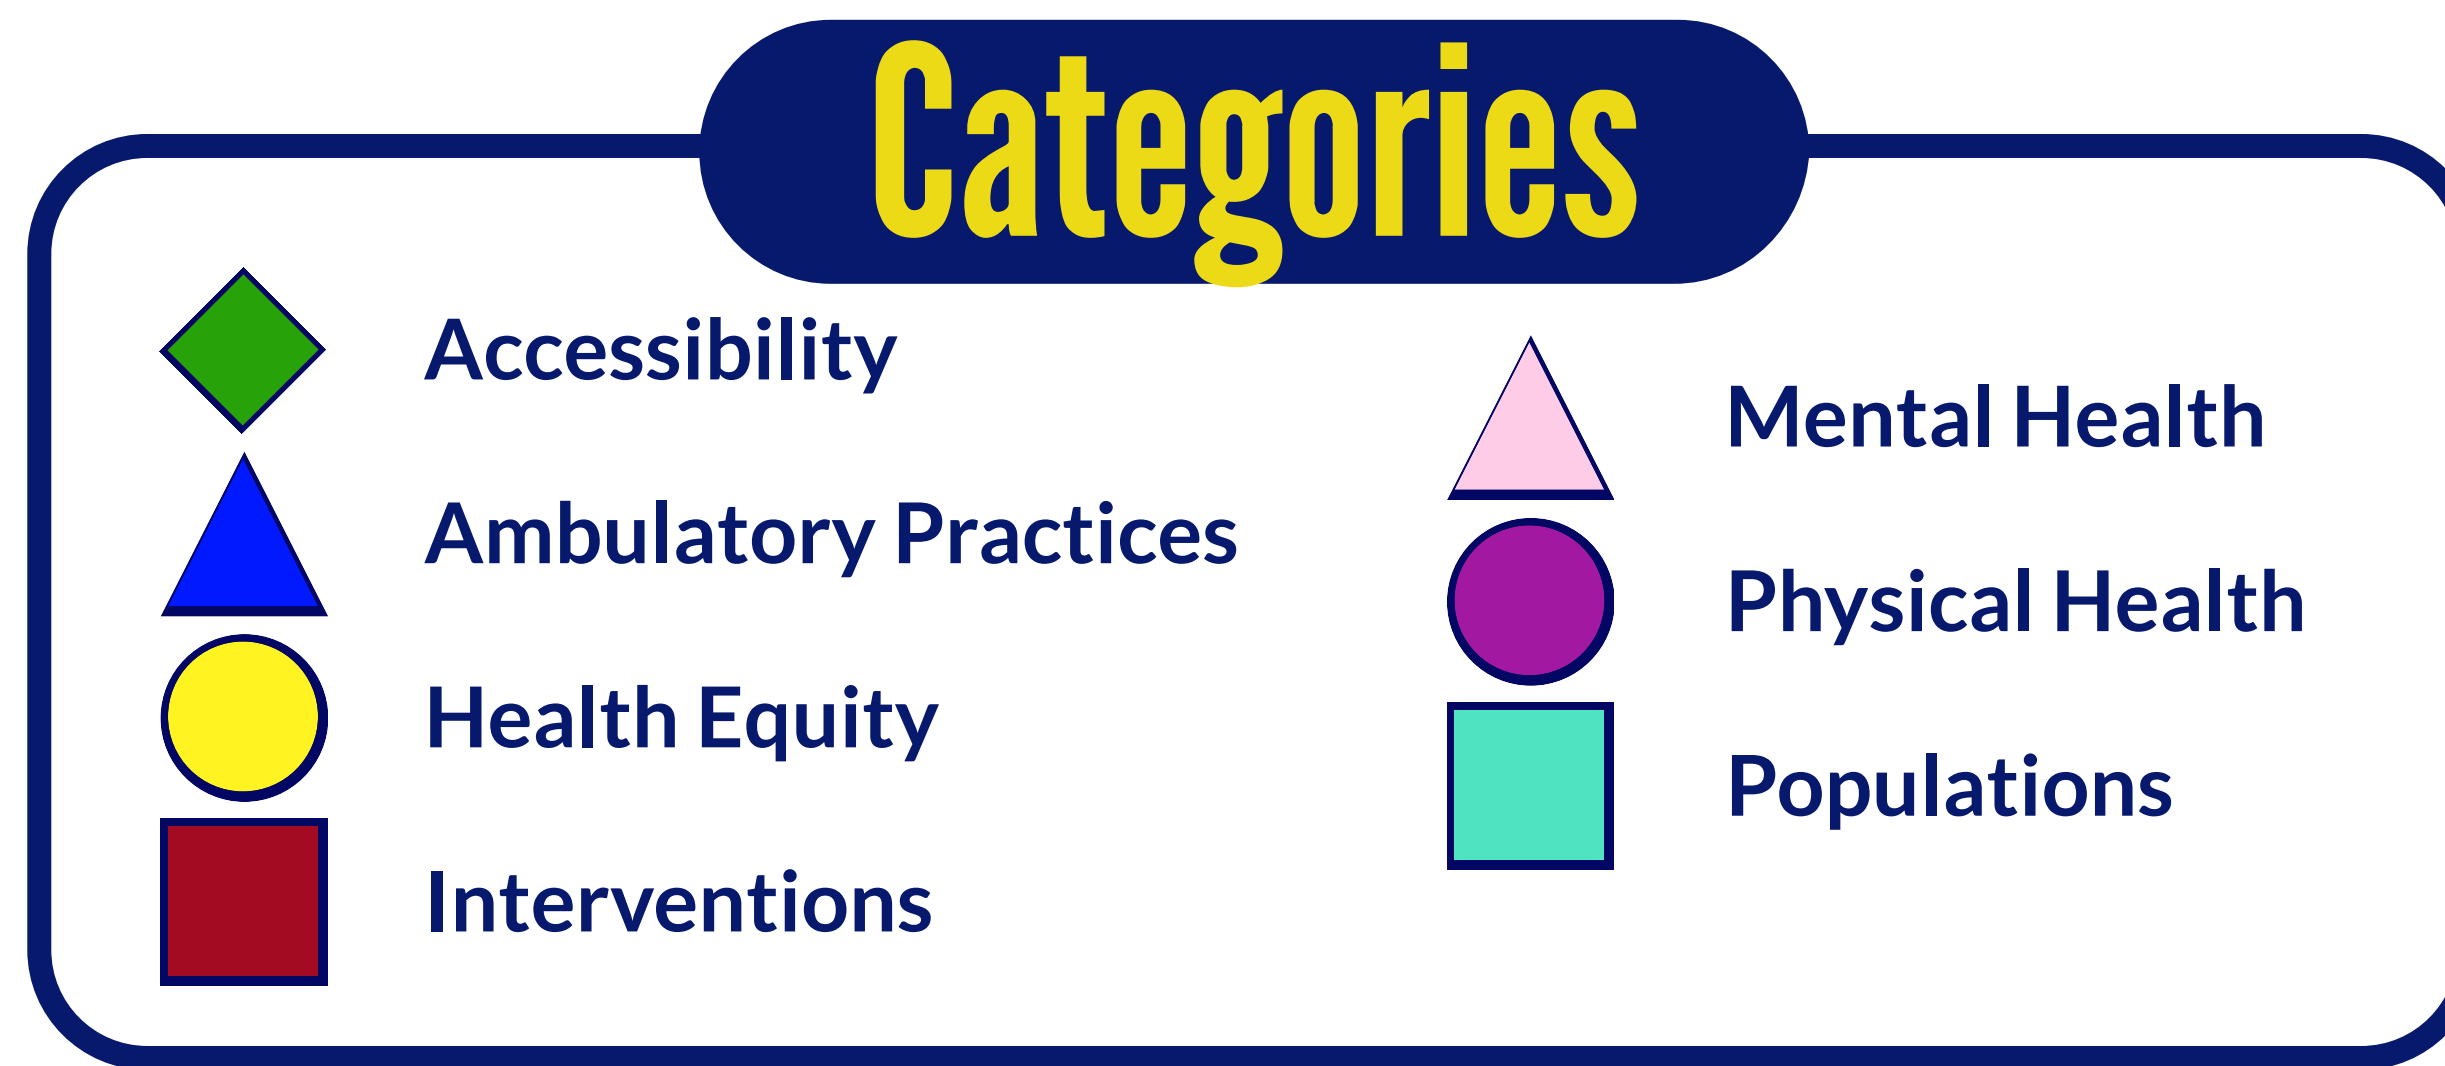 Categories
Accessibility
Ambulatory Practices
Health Equity
Interventions
Mental Health
Physical Health
Populations